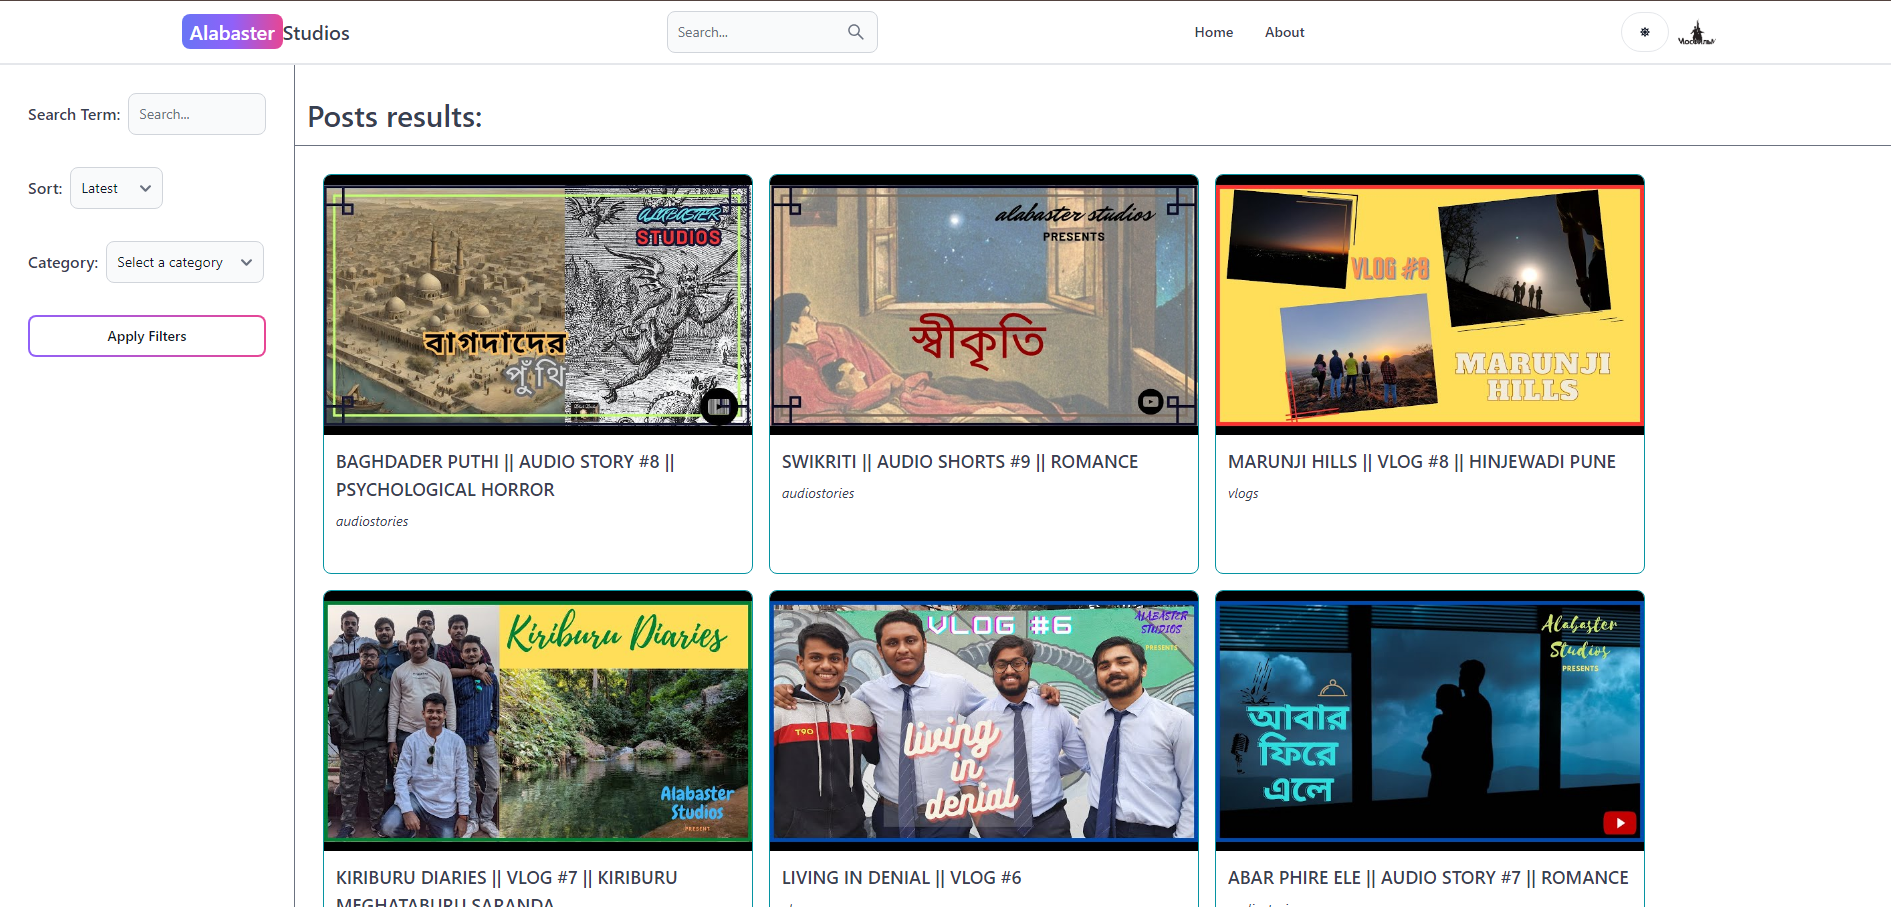 Alabaster Studios
Search...
Home
About
Search Term:
Search...
Sort:
Latest
Category:
Select a category
Apply Filters
Posts results:
ALABASTER
STUDIOS
বাগদাদের
পুঁথি
BAGHDADER PUTHI || AUDIO STORY #8 ||
PSYCHOLOGICAL HORROR
audiostories
alabaster studios
PRESENTS
স্বীকৃতি
SWIKRITI || AUDIO SHORTS #9 || ROMANCE
audiostories
VLOG #8
MARUNJI
HILLS
MARUNJI HILLS || VLOG #8 || HINJEWADI PUNE
vlogs
Kiriburu Diaries
Alabaster
Studios
PRESENT
KIRIBURU DIARIES || VLOG #7 || KIRIBURU
MEGHATABURU SARANDA
VLOG #6
ALABASTER
STUDIOS
PRESENTS
T90
living
in
denial
LIVING IN DENIAL || VLOG #6
Alabaster
Studios
PRESENTS
আবার
ফিরে
এলে
ABAR PHIRE ELE || AUDIO STORY #7 || ROMANCE